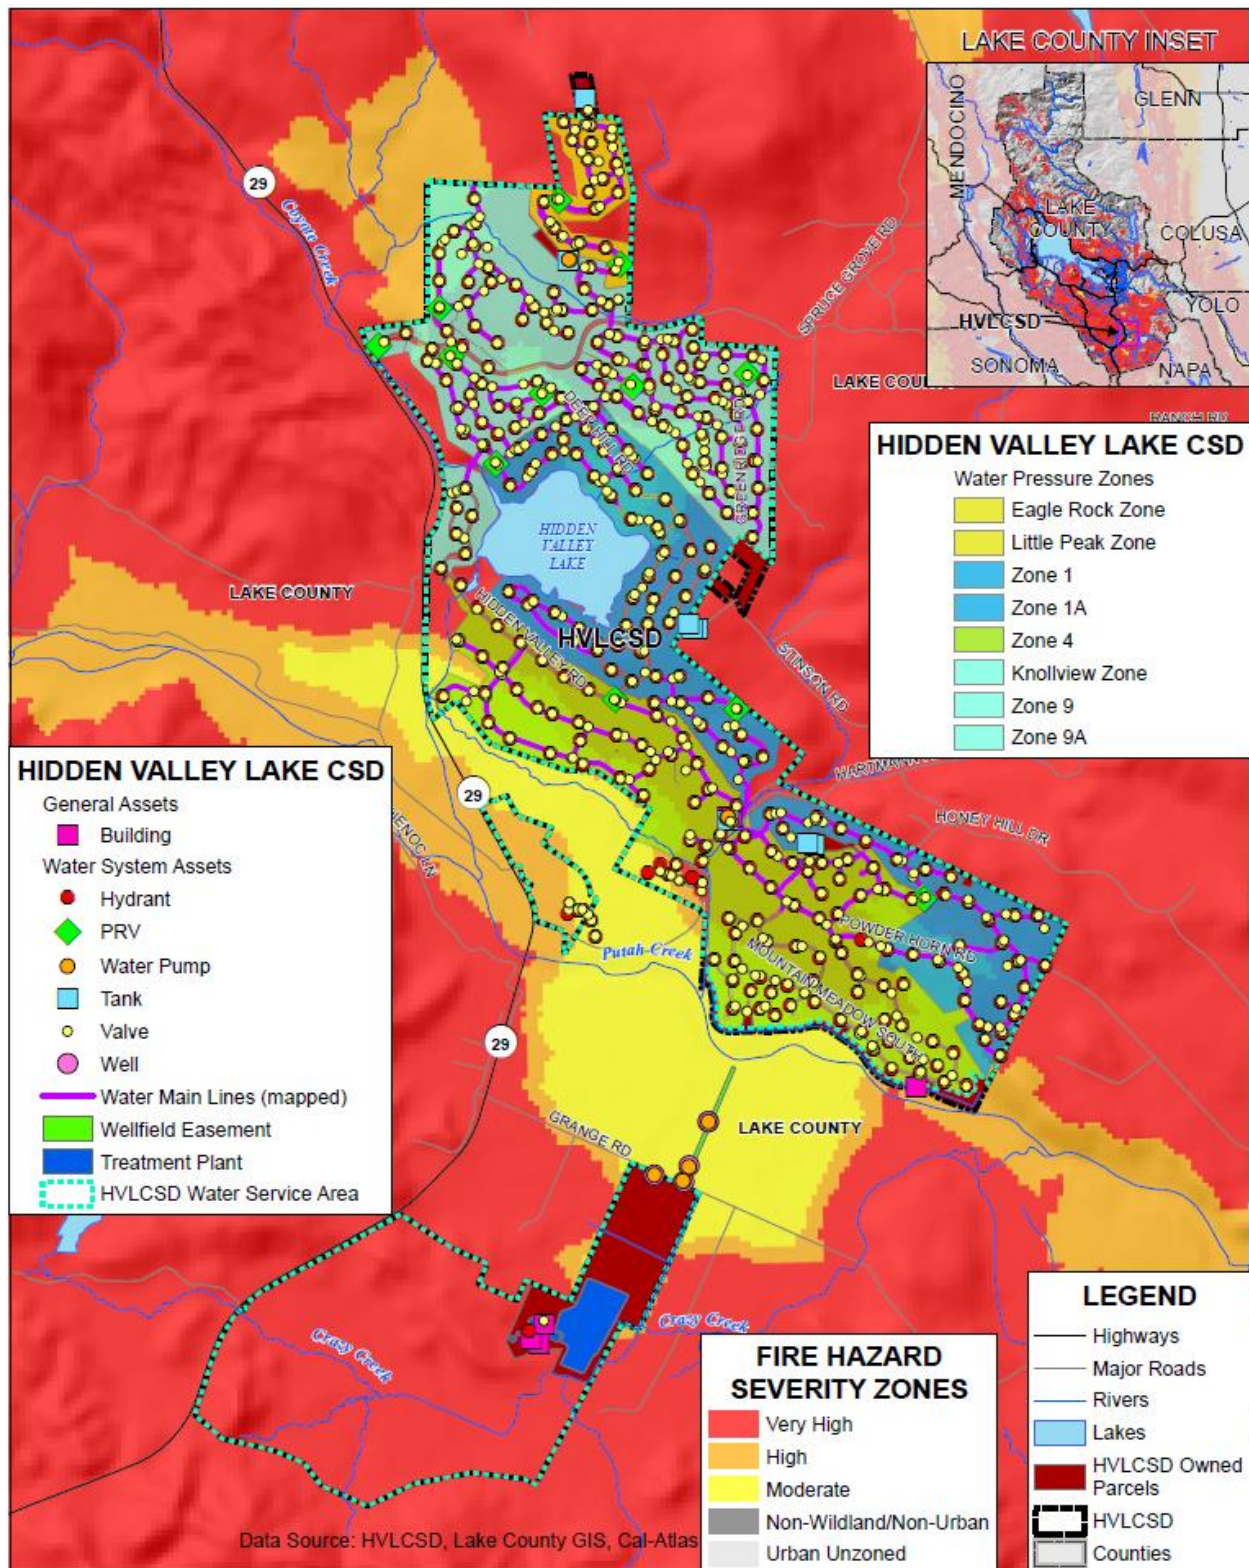 LAKE COUNTY INSET
MENDOCINO
GLENN
LAKE
COUNTY
COLUSA
YOLO
HVLCSD
SONOMA
NAPA
29
Coyote Creek
SPRUCE GROVE RD
LAKE COUNTY
DEER HILL RD
GREENRIDGE RD
HIDDEN
VALLEY
LAKE
LAKE COUNTY
HIDDEN VALLEY RD
HVLCSD
STINSON RD
HIDDEN VALLEY LAKE CSD
Water Pressure Zones
Eagle Rock Zone
Little Peak Zone
Zone 1
Zone 1A
Zone 4
Knollview Zone
Zone 9
Zone 9A
HIDDEN VALLEY LAKE CSD
General Assets
Building
Water System Assets
Hydrant
PRV
Water Pump
Tank
Valve
Well
Water Main Lines (mapped)
Wellfield Easement
Treatment Plant
HVLCSD Water Service Area
29
HONEY HILL DR
POWDER HORN RD
MOUNTAIN MEADOW SOUTH
Putah Creek
29
GRANGE RD
LAKE COUNTY
Crazy Creek
Crazy Creek
FIRE HAZARD
SEVERITY ZONES
Very High
High
Moderate
Non-Wildland/Non-Urban
Urban Unzoned
LEGEND
Highways
Major Roads
Rivers
Lakes
HVLCSD Owned
Parcels
HVLCSD
Counties
Data Source: HVLCSD, Lake County GIS, Cal-Atlas